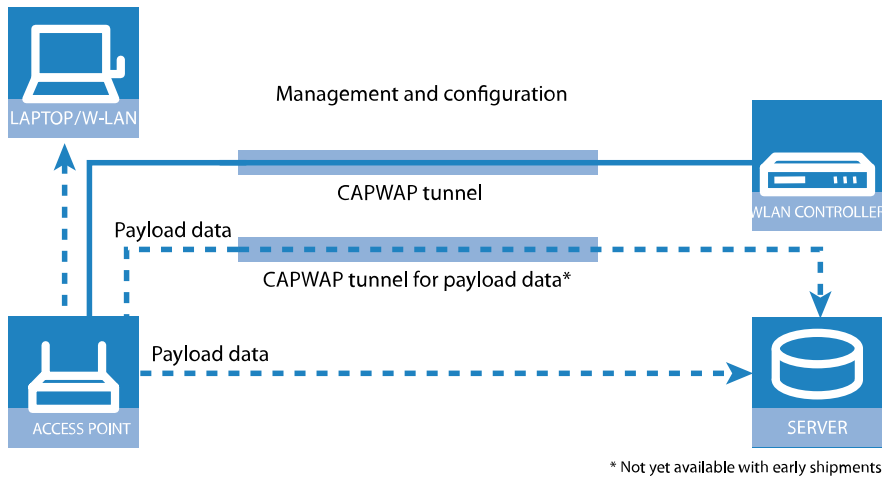 LAPTOP/W-LAN
Management and configuration
CAPWAP tunnel
WLAN CONTROLLER
Payload data
CAPWAP tunnel for payload data*
Payload data
ACCESS POINT
SERVER
* Not yet available with early shipments